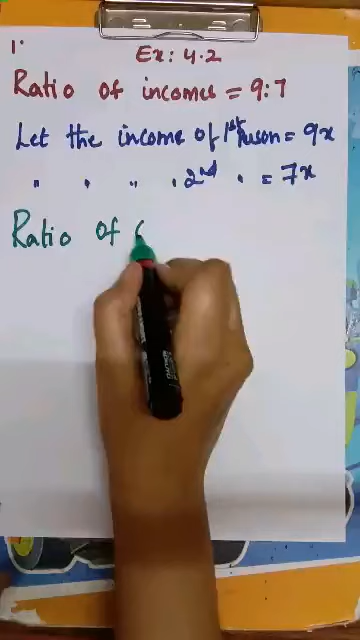 1.
Ex: 4.2
Ratio of incomes = 9:7
Let the income of 1st Person = 9x
" " " " 2nd " = 7x
Ratio of